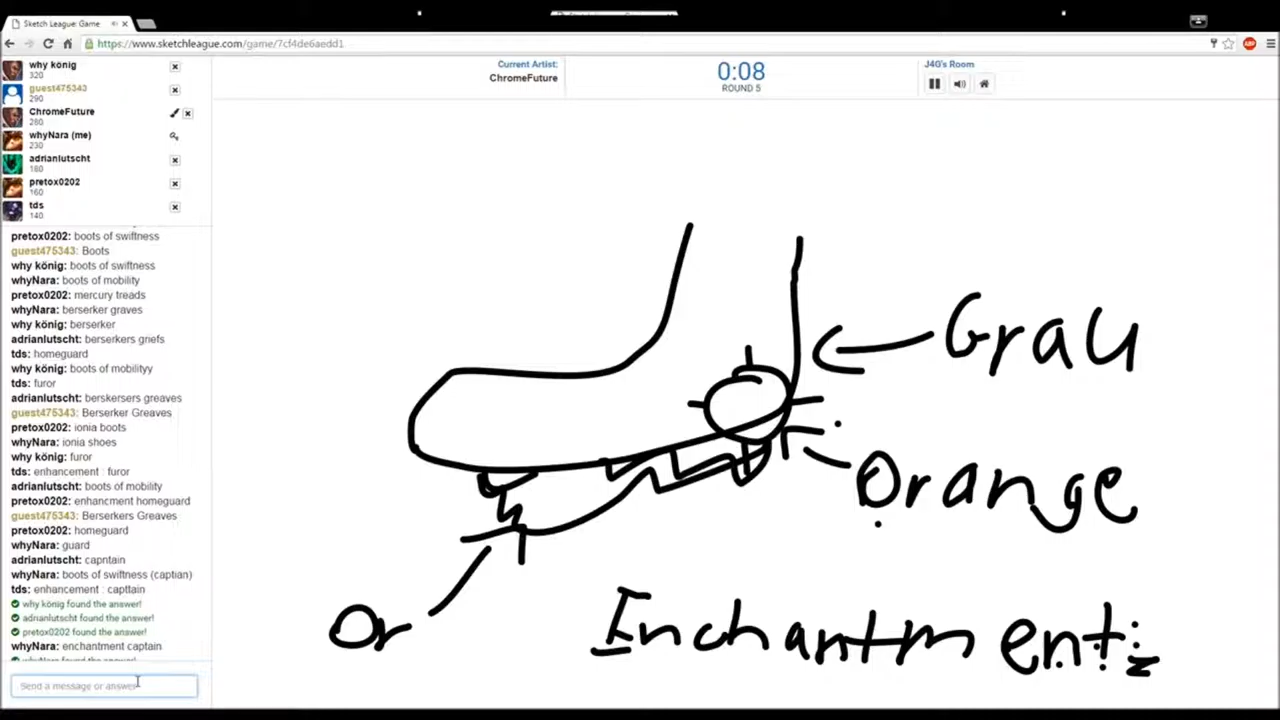 Sketch League: Game
https://www.sketchleague.com/game/7cf4de6aedd1
why könig
320
guest475343
290
ChromeFuture
280
whyNara (me)
230
adrianlutscht
180
pretox0202
160
tds
140
Current Artist:
ChromeFuture
0:08
ROUND 5
J4G's Room
pretox0202: boots of swiftness
guest475343: Boots
why könig: boots of swiftness
whyNara: boots of mobility
pretox0202: mercury treads
whyNara: berserker graves
why könig: berserker
adrianlutscht: berserkers griefs
tds: homeguard
why könig: boots of mobilityy
tds: furor
adrianlutscht: berskersers greaves
guest475343: Berserker Greaves
pretox0202: ionia boots
whyNara: ionia shoes
why könig: furor
tds: enhancement : furor
adrianlutscht: boots of mobility
pretox0202: enhancment homeguard
guest475343: Berserkers Greaves
pretox0202: homeguard
whyNara: guard
adrianlutscht: capntain
whyNara: boots of swiftness (captian)
tds: enhancement : capttain
why könig found the answer!
adrianlutscht found the answer!
pretox0202 found the answer!
whyNara: enchantment captain
whyNara found the answer!
Send a message or answer
Grau
Orange
Or
Enchantment: